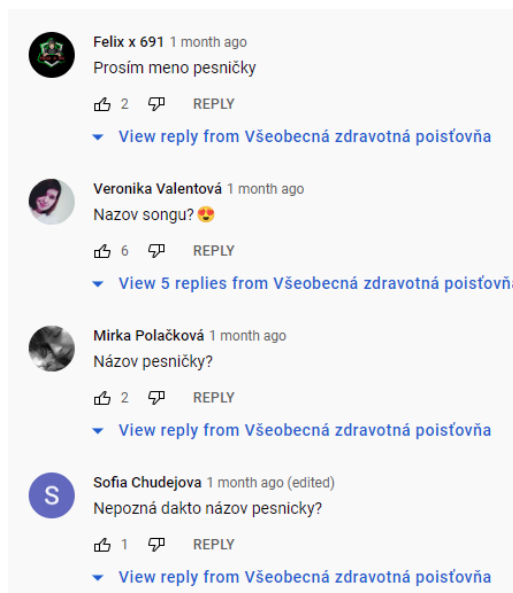 Felix x 691 1 month ago
Prosím meno pesničky
2 REPLY
View reply from Všeobecná zdravotná poisťovňa
Veronika Valentová 1 month ago
Nazov songu?😍
6 REPLY
View 5 replies from Všeobecná zdravotná poisťovňa
Mirka Polačková 1 month ago
Názov pesničky?
2 REPLY
View reply from Všeobecná zdravotná poisťovňa
S
Sofia Chudejova 1 month ago (edited)
Nepozná dakto názov pesnicky?
1 REPLY
View reply from Všeobecná zdravotná poisťovňa